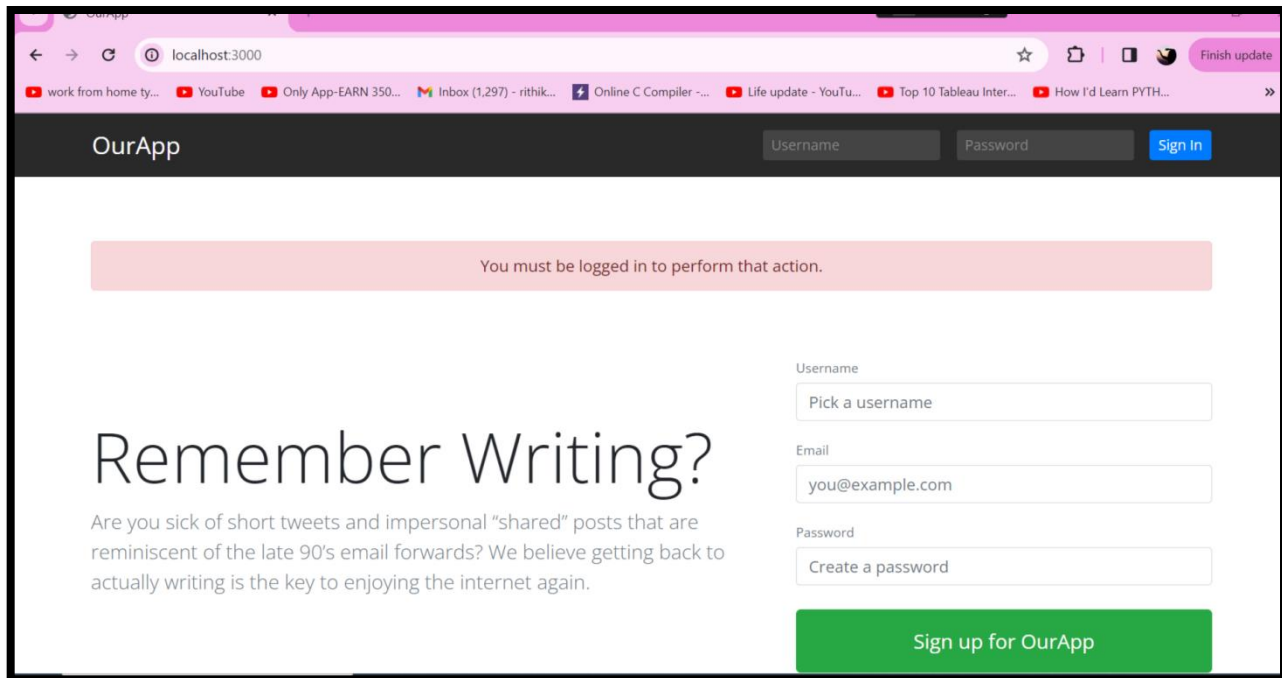 OurApp
localhost:3000
Finish update
work from home ty...
YouTube
Only App-EARN 350...
Inbox (1,297) - rithik...
Online C Compiler -...
Life update - YouTu...
Top 10 Tableau Inter...
How I'd Learn PYTH...
»
OurApp
Username
Password
Sign In
You must be logged in to perform that action.
Remember Writing?
Are you sick of short tweets and impersonal “shared” posts that are
reminiscent of the late 90’s email forwards? We believe getting back to
actually writing is the key to enjoying the internet again.
Username
Pick a username
Email
you@example.com
Password
Create a password
Sign up for OurApp